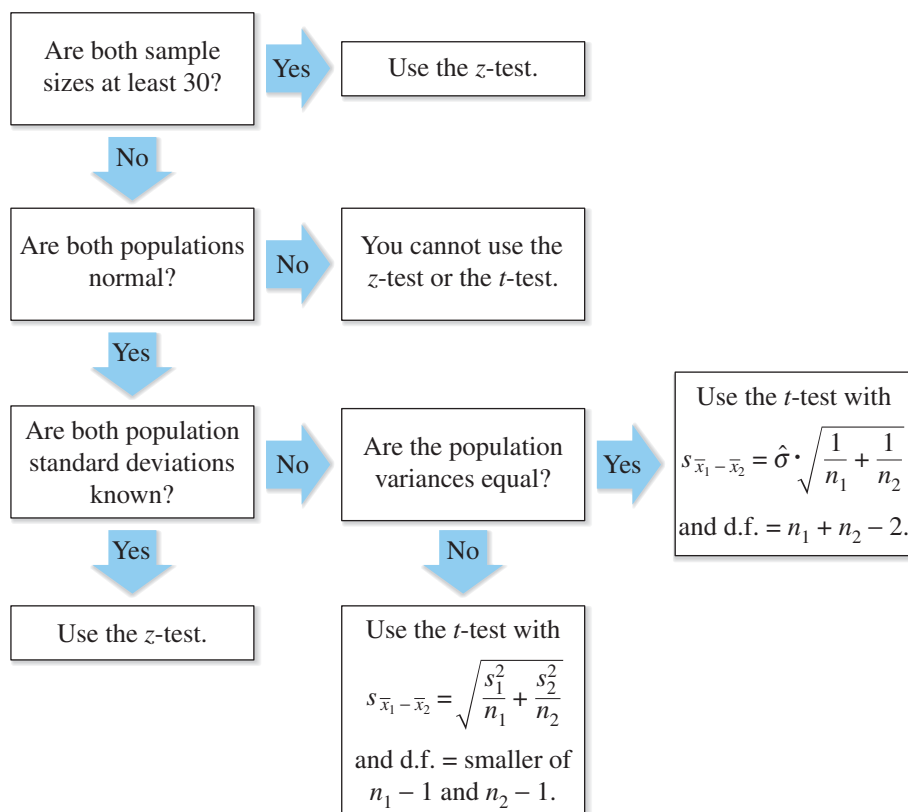 Are both sample
sizes at least 30?
Yes
Use the z-test.
No
Are both populations
normal?
No
You cannot use the
z-test or the t-test.
Yes
Are both population
standard deviations
known?
No
Are the population
variances equal?
Yes
Use the t-test with
s_{x̄₁ − x̄₂} = σ̂ · √(1/n₁ + 1/n₂)
and d.f. = n₁ + n₂ − 2.
Yes
Use the z-test.
No
Use the t-test with
s_{x̄₁ − x̄₂} = √(s₁²/n₁ + s₂²/n₂)
and d.f. = smaller of
n₁ − 1 and n₂ − 1.